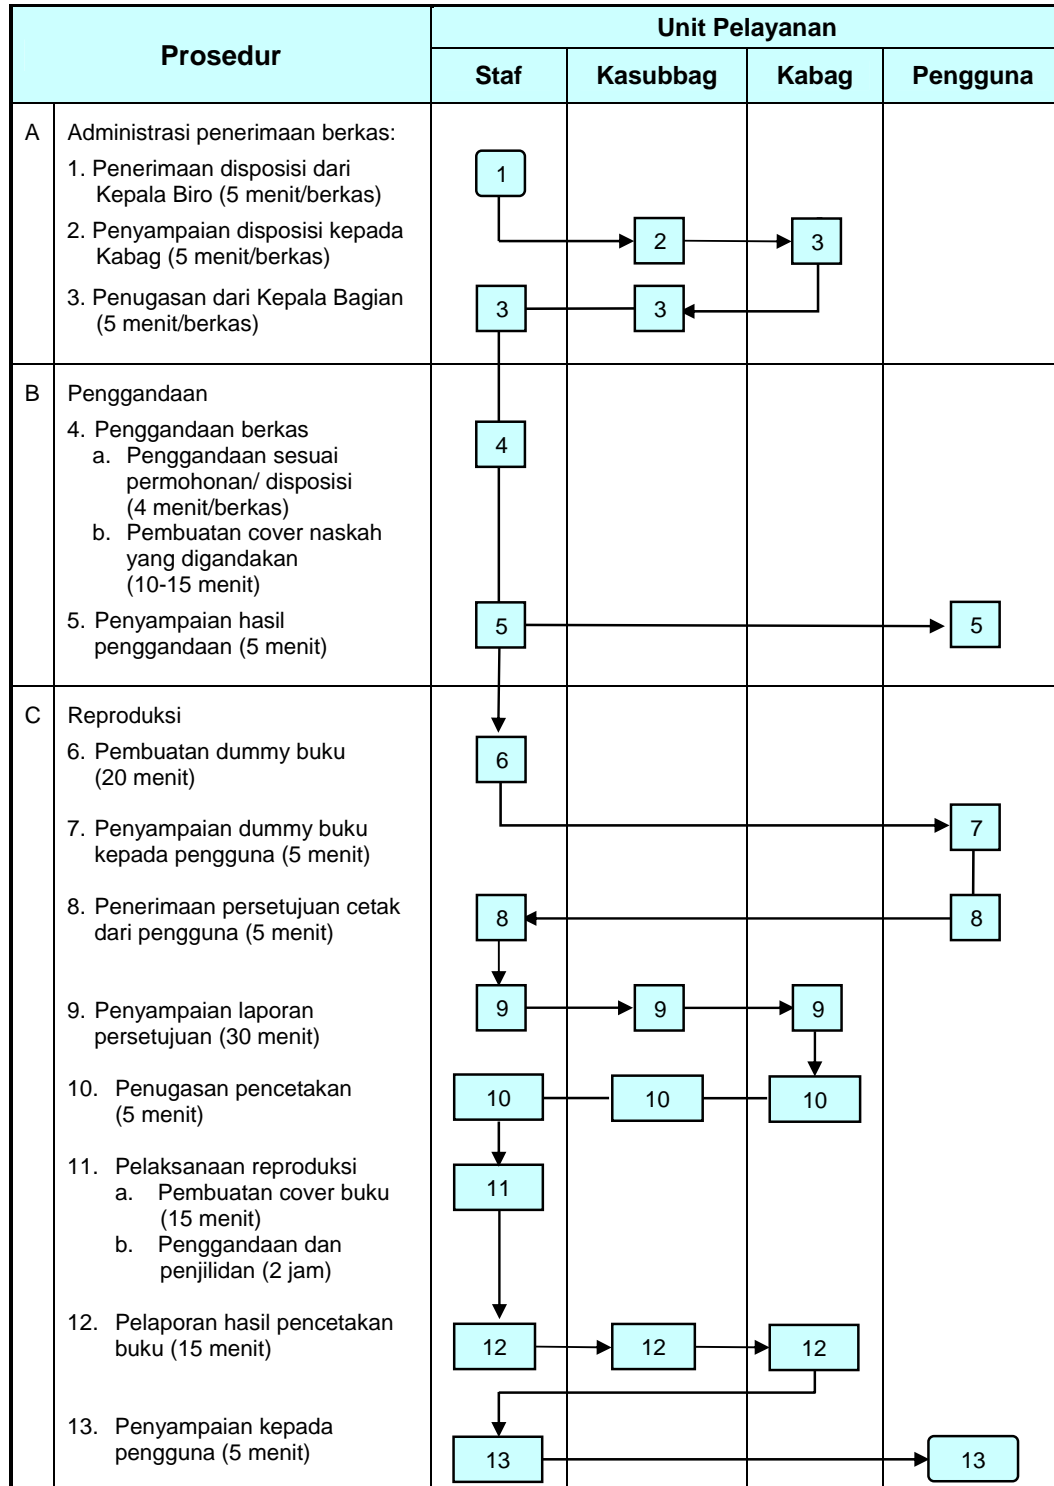 Prosedur
Unit Pelayanan
Staf
Kasubbag
Kabag
Pengguna
A
Administrasi penerimaan berkas:
1. Penerimaan disposisi dari
Kepala Biro (5 menit/berkas)
1
2. Penyampaian disposisi kepada
Kabag (5 menit/berkas)
2
3
3. Penugasan dari Kepala Bagian
(5 menit/berkas)
3
3
B
Penggandaan
4. Penggandaan berkas
a. Penggandaan sesuai
permohonan/ disposisi
(4 menit/berkas)
b. Pembuatan cover naskah
yang digandakan
(10-15 menit)
4
5. Penyampaian hasil
penggandaan (5 menit)
5
5
C
Reproduksi
6. Pembuatan dummy buku
(20 menit)
6
7. Penyampaian dummy buku
kepada pengguna (5 menit)
7
8. Penerimaan persetujuan cetak
dari pengguna (5 menit)
8
8
9. Penyampaian laporan
persetujuan (30 menit)
9
9
9
10. Penugasan pencetakan
(5 menit)
10
10
10
11. Pelaksanaan reproduksi
a. Pembuatan cover buku
(15 menit)
b. Penggandaan dan
penjilidan (2 jam)
11
12. Pelaporan hasil pencetakan
buku (15 menit)
12
12
12
13. Penyampaian kepada
pengguna (5 menit)
13
13